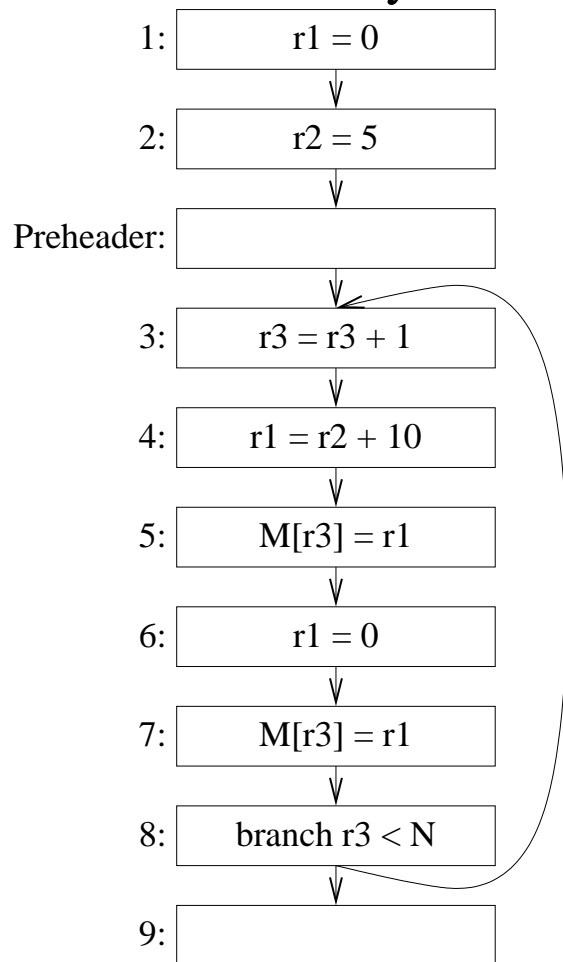 1: r1 = 0
2: r2 = 5
Preheader:
3: r3 = r3 + 1
4: r1 = r2 + 10
5: M[r3] = r1
6: r1 = 0
7: M[r3] = r1
8: branch r3 < N
9: